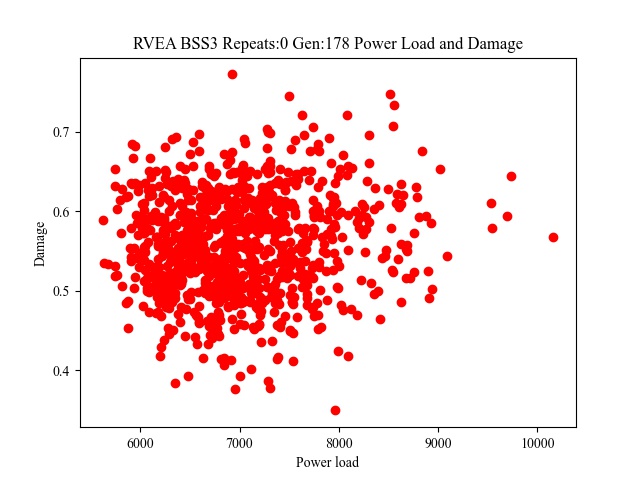 RVEA BSS3 Repeats:0 Gen:178 Power Load and Damage
0.7
0.6
0.5
0.4
Damage
6000 7000 8000 9000 10000
Power load